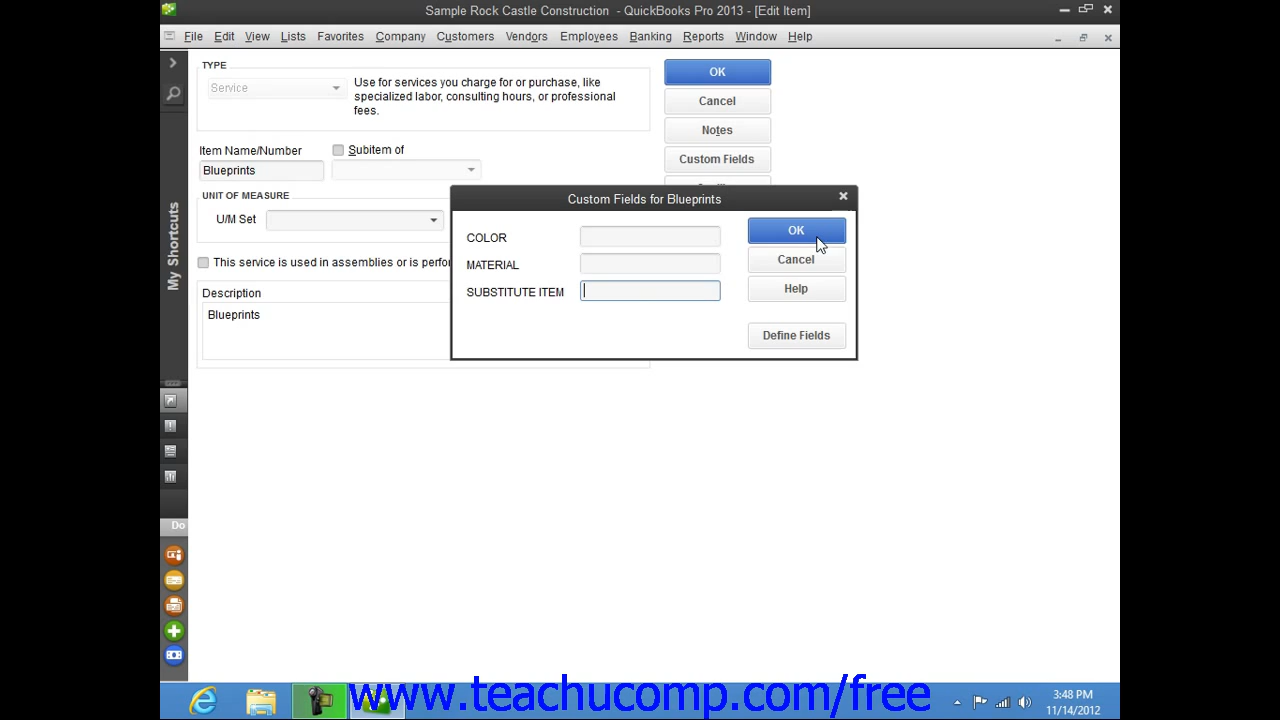 Sample Rock Castle Construction - QuickBooks Pro 2013 - [Edit Item]
File Edit View Lists Favorites Company Customers Vendors Employees Banking Reports Window Help
TYPE
Service
Use for services you charge for or purchase, like
specialized labor, consulting hours, or professional
fees.
OK
Cancel
Notes
Custom Fields
Item Name/Number
Subitem of
Blueprints
UNIT OF MEASURE
U/M Set
This service is used in assemblies or is perfo
Description
Blueprints
Custom Fields for Blueprints
COLOR
MATERIAL
SUBSTITUTE ITEM
OK
Cancel
Help
Define Fields
My Shortcuts
Do
www.teachucomp.com/free
3:48 PM
11/14/2012